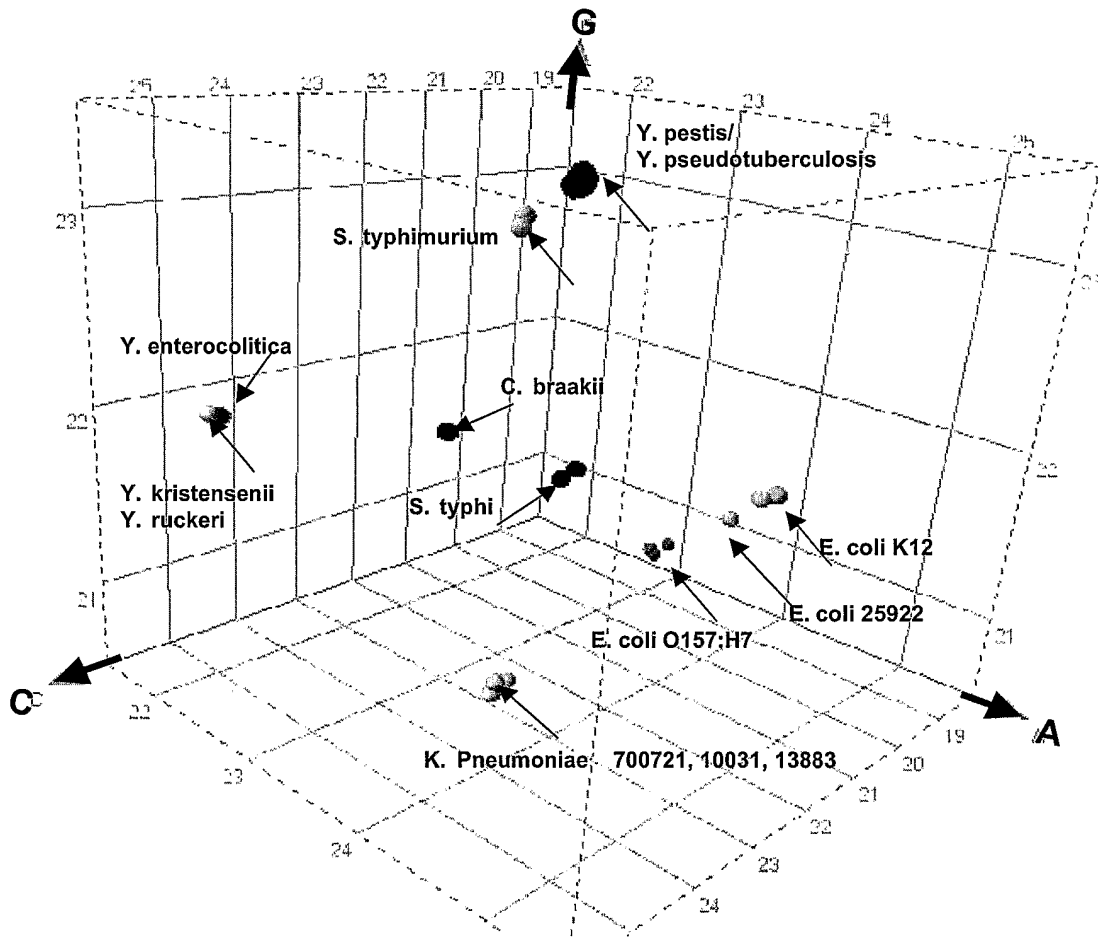 G
25 24 23 22 21 20 19 22 23 24 25
Y. pestis/
Y. pseudotuberculosis
23
S. typhimurium
Y. enterocolitica
C. braakii
22
22
Y. kristensenii
Y. ruckeri
S. typhi
E. coli K12
E. coli 25922
21
21
E. coli O157:H7
C
A
22
19
K. Pneumoniae 700721, 10031, 13883
20
23
21
22
24
23
24